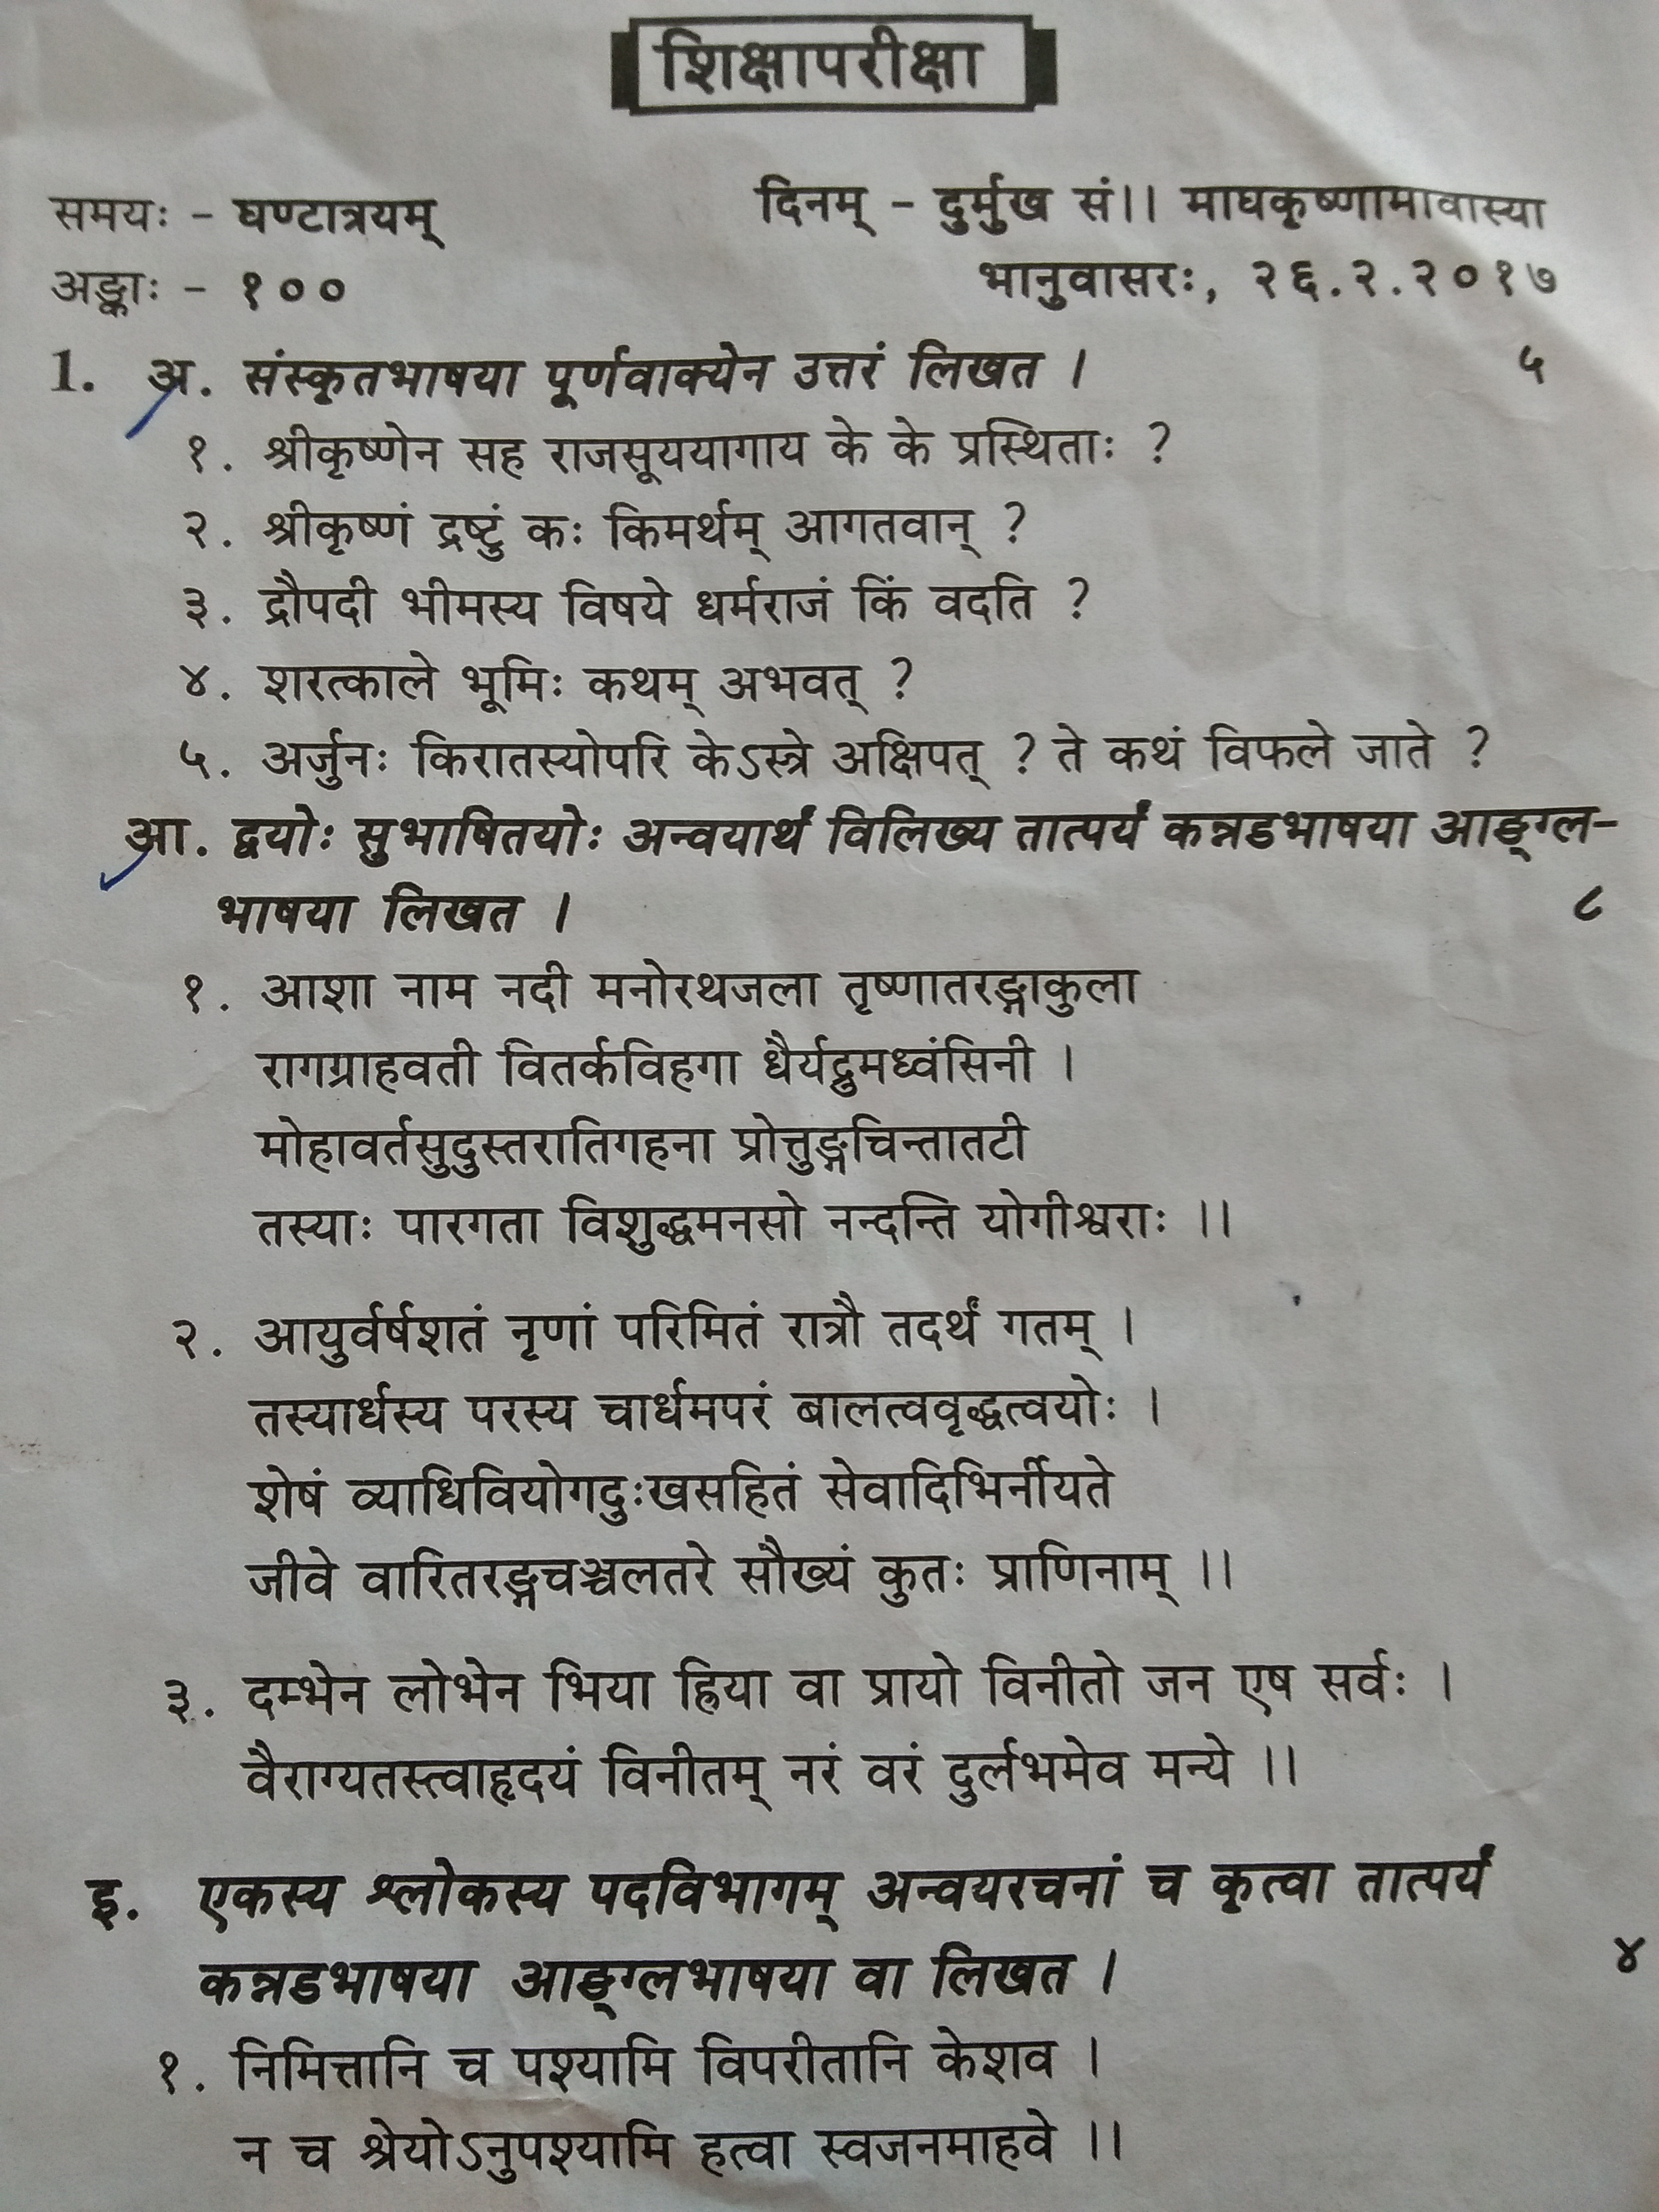 शिक्षापरीक्षा
समयः - घण्टात्रयम्
दिनम् - दुर्मुख सं।। माघकृष्णामावास्या
अङ्काः - १००
भानुवासरः, २६.२.२०१७
1. अ. संस्कृतभाषया पूर्णवाक्येन उत्तरं लिखत । ५
१. श्रीकृष्णेन सह राजसूययागाय के के प्रस्थिताः ?
२. श्रीकृष्णं द्रष्टुं कः किमर्थम् आगतवान् ?
३. द्रौपदी भीमस्य विषये धर्मराजं किं वदति ?
४. शरत्काले भूमिः कथम् अभवत् ?
५. अर्जुनः किरातस्योपरि केऽस्त्रे अक्षिपत् ? ते कथं विफले जाते ?
आ. द्वयोः सुभाषितयोः अन्वयार्थं विलिख्य तात्पर्यं कन्नडभाषया आङ्ग्ल-
भाषया लिखत । ८
१. आशा नाम नदी मनोरथजला तृष्णातरङ्गाकुला
रागग्राहवती वितर्कविहगा धैर्यद्रुमध्वंसिनी ।
मोहावर्तसुदुस्तरातिगहना प्रोत्तुङ्गचिन्तातटी
तस्याः पारगता विशुद्धमनसो नन्दन्ति योगीश्वराः ।।
२. आयुर्वर्षशतं नृणां परिमितं रात्रौ तदर्थं गतम् ।
तस्यार्धस्य परस्य चार्धमपरं बालत्ववृद्धत्वयोः ।
शेषं व्याधिवियोगदुःखसहितं सेवादिभिर्नीयते
जीवे वारितरङ्गचञ्चलतरे सौख्यं कुतः प्राणिनाम् ।।
३. दम्भेन लोभेन भिया ह्रिया वा प्रायो विनीतो जन एष सर्वः ।
वैराग्यतस्त्वाहृदयं विनीतम् नरं वरं दुर्लभमेव मन्ये ।।
इ. एकस्य श्लोकस्य पदविभागम् अन्वयरचनां च कृत्वा तात्पर्यं
कन्नडभाषया आङ्ग्लभाषया वा लिखत । ४
१. निमित्तानि च पश्यामि विपरीतानि केशव ।
न च श्रेयोऽनुपश्यामि हत्वा स्वजनमाहवे ।।